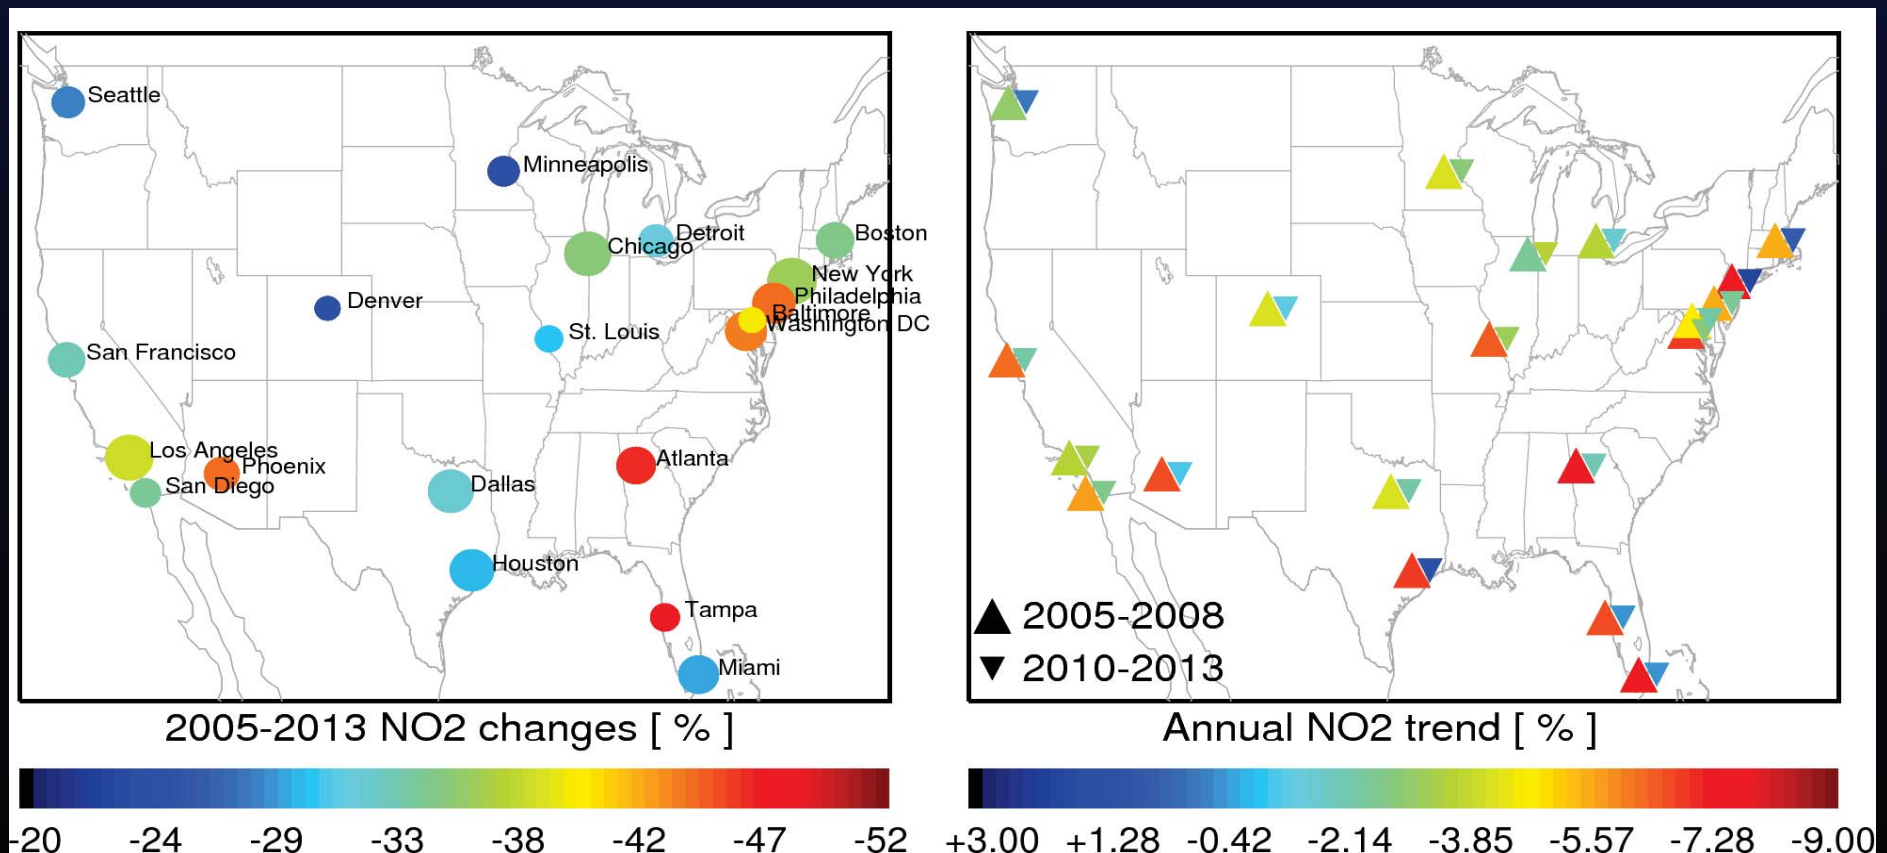 Seattle
Minneapolis
Detroit
Boston
Chicago
New York
Denver
Philadelphia
Baltimore
Washington DC
St. Louis
San Francisco
Los Angeles
Phoenix
San Diego
Atlanta
Dallas
Houston
Tampa
Miami
2005-2013 NO2 changes [ % ]
-20 -24 -29 -33 -38 -42 -47 -52
2005-2008
2010-2013
Annual NO2 trend [ % ]
+3.00 +1.28 -0.42 -2.14 -3.85 -5.57 -7.28 -9.00